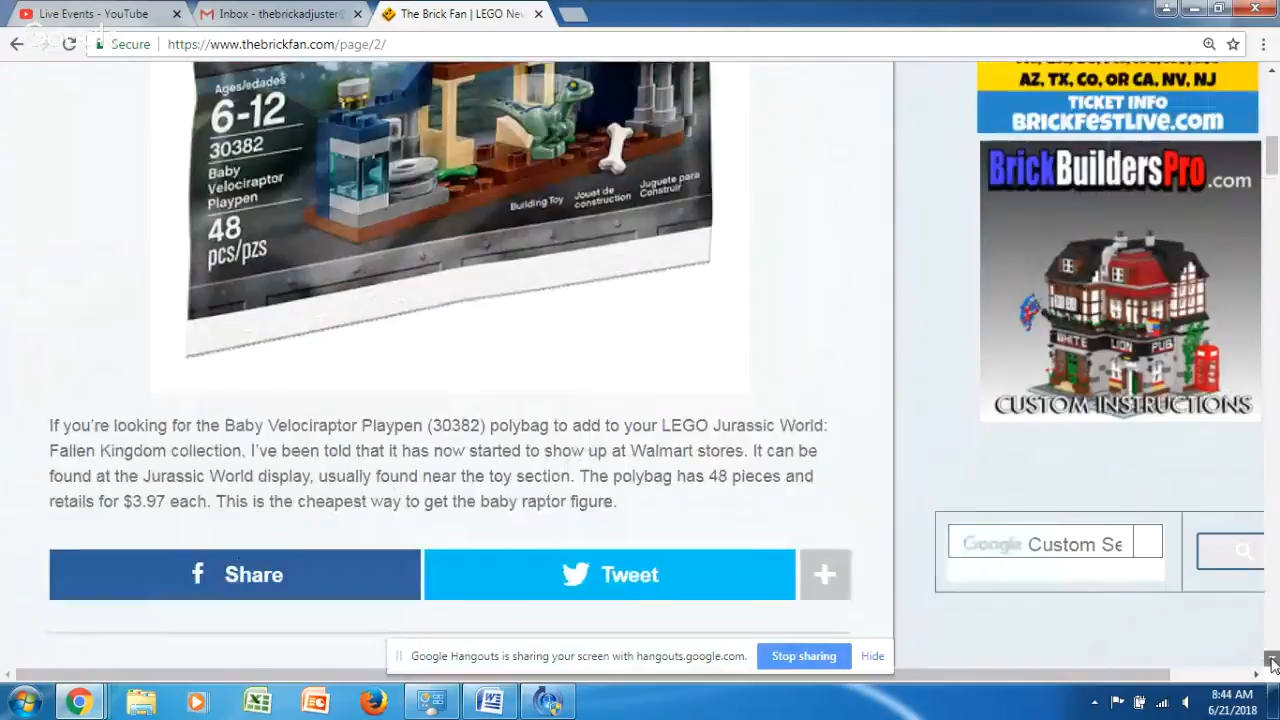 Live Events - YouTube
Inbox - thebrickadjuster@
The Brick Fan | LEGO Ne
Secure
https://www.thebrickfan.com/page/2/
Ages/edades
6-12
30382
Baby
Velociraptor
Playpen
48
pcs/pzs
Building Toy
Jouet de
construction
Juguete para
Construir
AZ, TX, CO, OR CA, NV, NJ
TICKET INFO
BRICKFESTLIVE.COM
BrickBuildersPro.com
WHITE LION PUB
CUSTOM INSTRUCTIONS
If you're looking for the Baby Velociraptor Playpen (30382) polybag to add to your LEGO Jurassic World:
Fallen Kingdom collection, I've been told that it has now started to show up at Walmart stores. It can be
found at the Jurassic World display, usually found near the toy section. The polybag has 48 pieces and
retails for $3.97 each. This is the cheapest way to get the baby raptor figure.
Google Custom Se
Share
Tweet
Google Hangouts is sharing your screen with hangouts.google.com.
Stop sharing
Hide
8:44 AM
6/21/2018